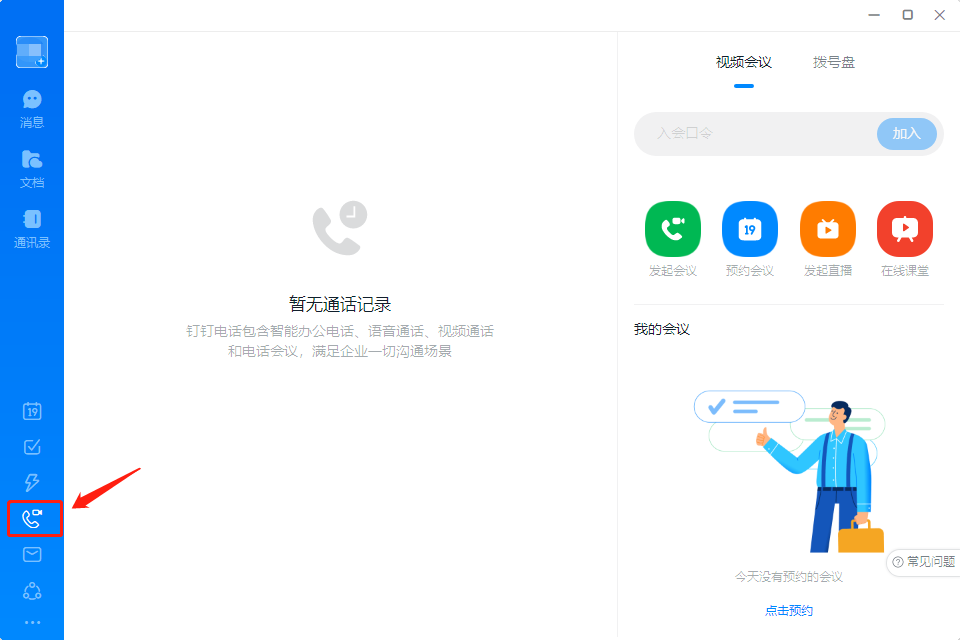 消息
文档
通讯录
19
暂无通话记录
钉钉电话包含智能办公电话、语音通话、视频通话
和电话会议，满足企业一切沟通场景
视频会议
拨号盘
入会口令
加入
19
发起会议
预约会议
发起直播
在线课堂
我的会议
今天没有预约的会议
点击预约
常见问题